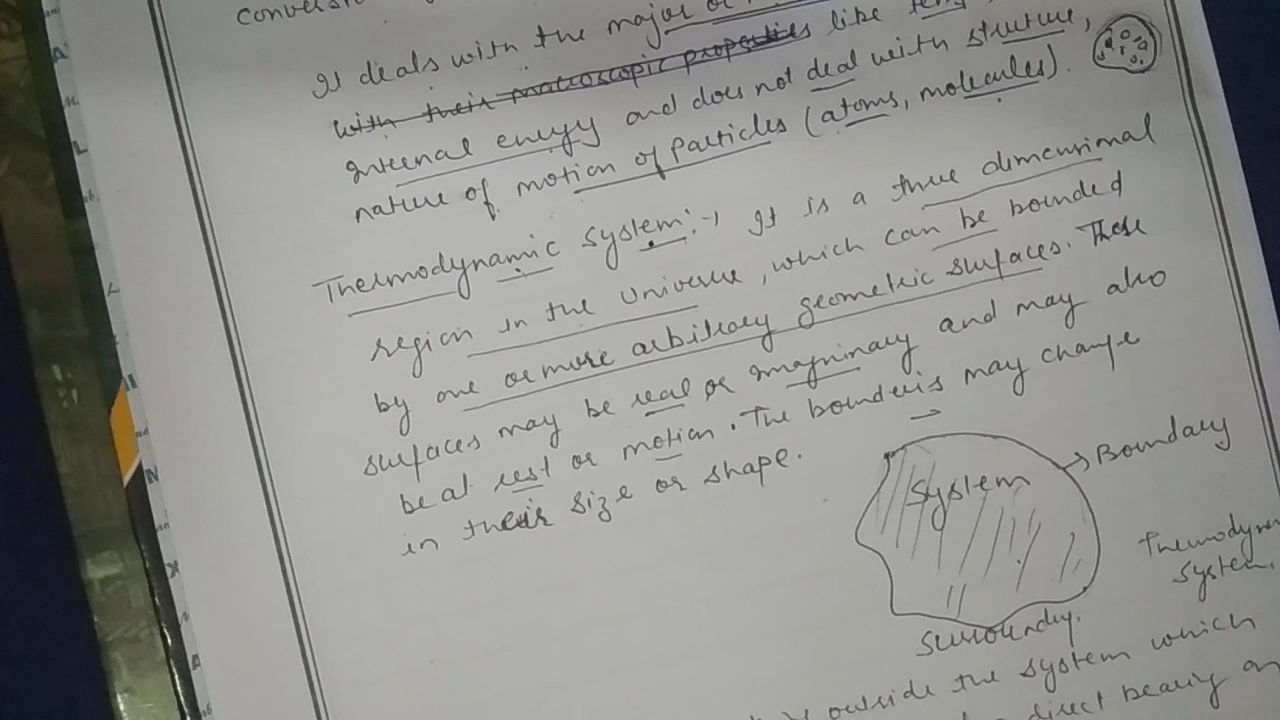 It deals with the major or
with their macroscopic properties like
internal energy and does not deal with structure,
nature of motion of Particles (atoms, molecules).
Thermodynamic System:-, It is a three dimensional
region in the Universe, which can be bounded
by one or more arbitrary geometric surfaces. These
surfaces may be real or imaginary and may also
be at rest or motion. The bounderis may change
in their size or shape.
System
Boundary
System.
Surroundy.
outside the system which
direct bearing on